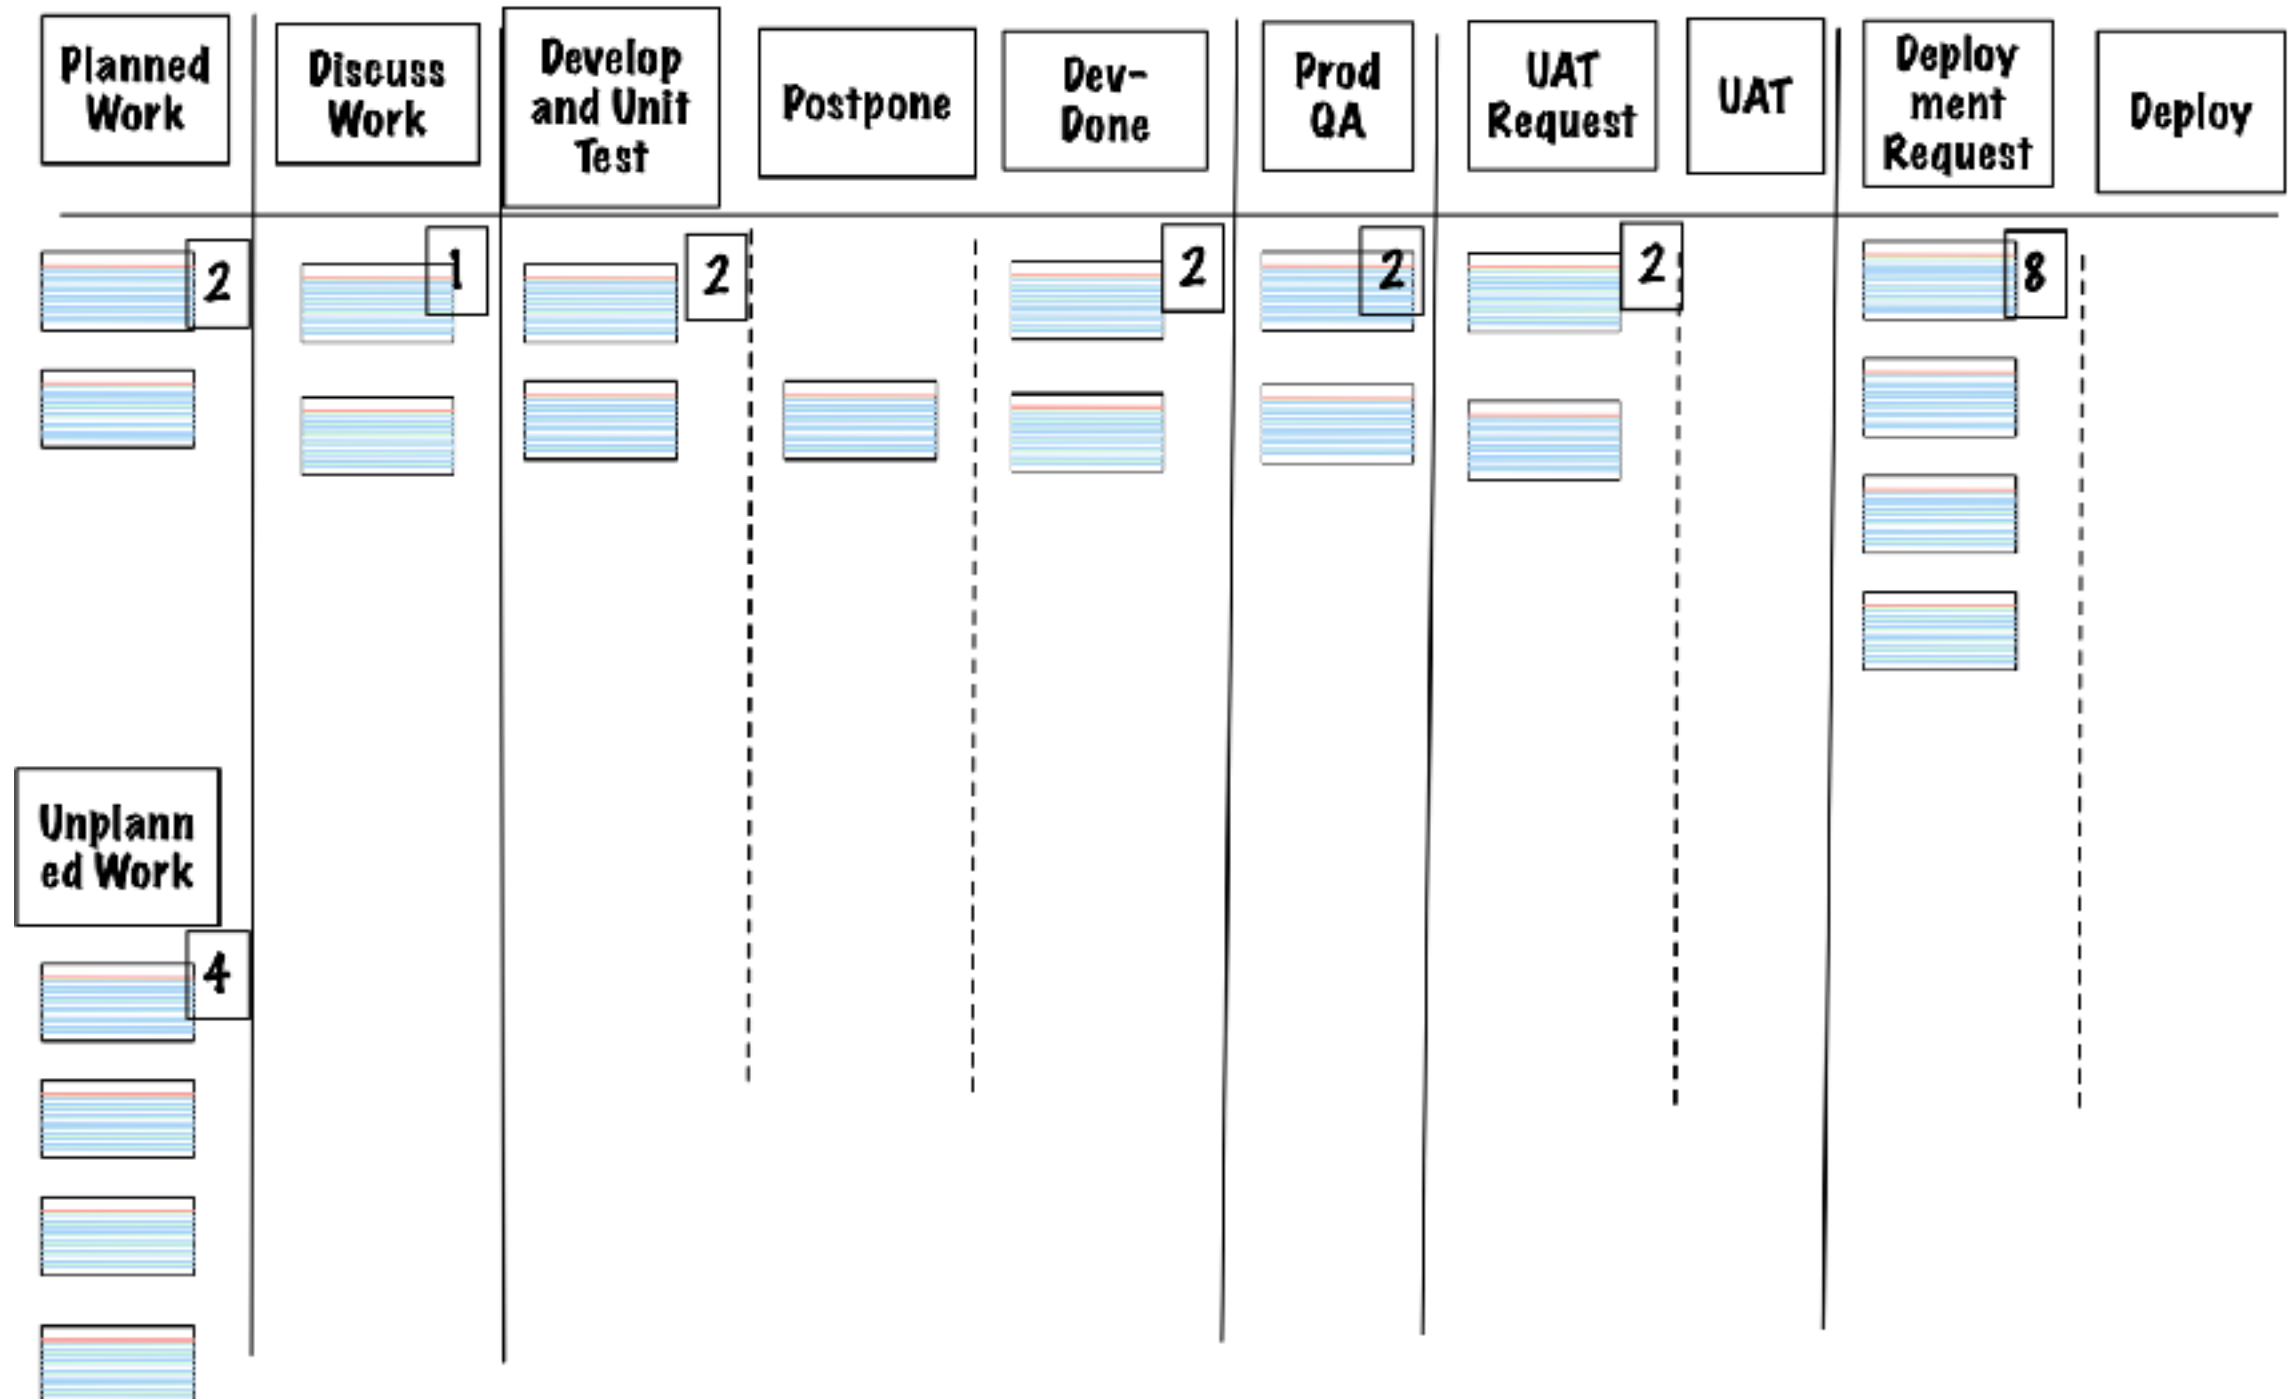 Planned
Work
Discuss
Work
Develop
and Unit
Test
Postpone
Dev-
Done
Prod
QA
UAT
Request
UAT
Deploy
ment
Request
Deploy
2
1
2
2
2
2
8
Unplann
ed Work
4